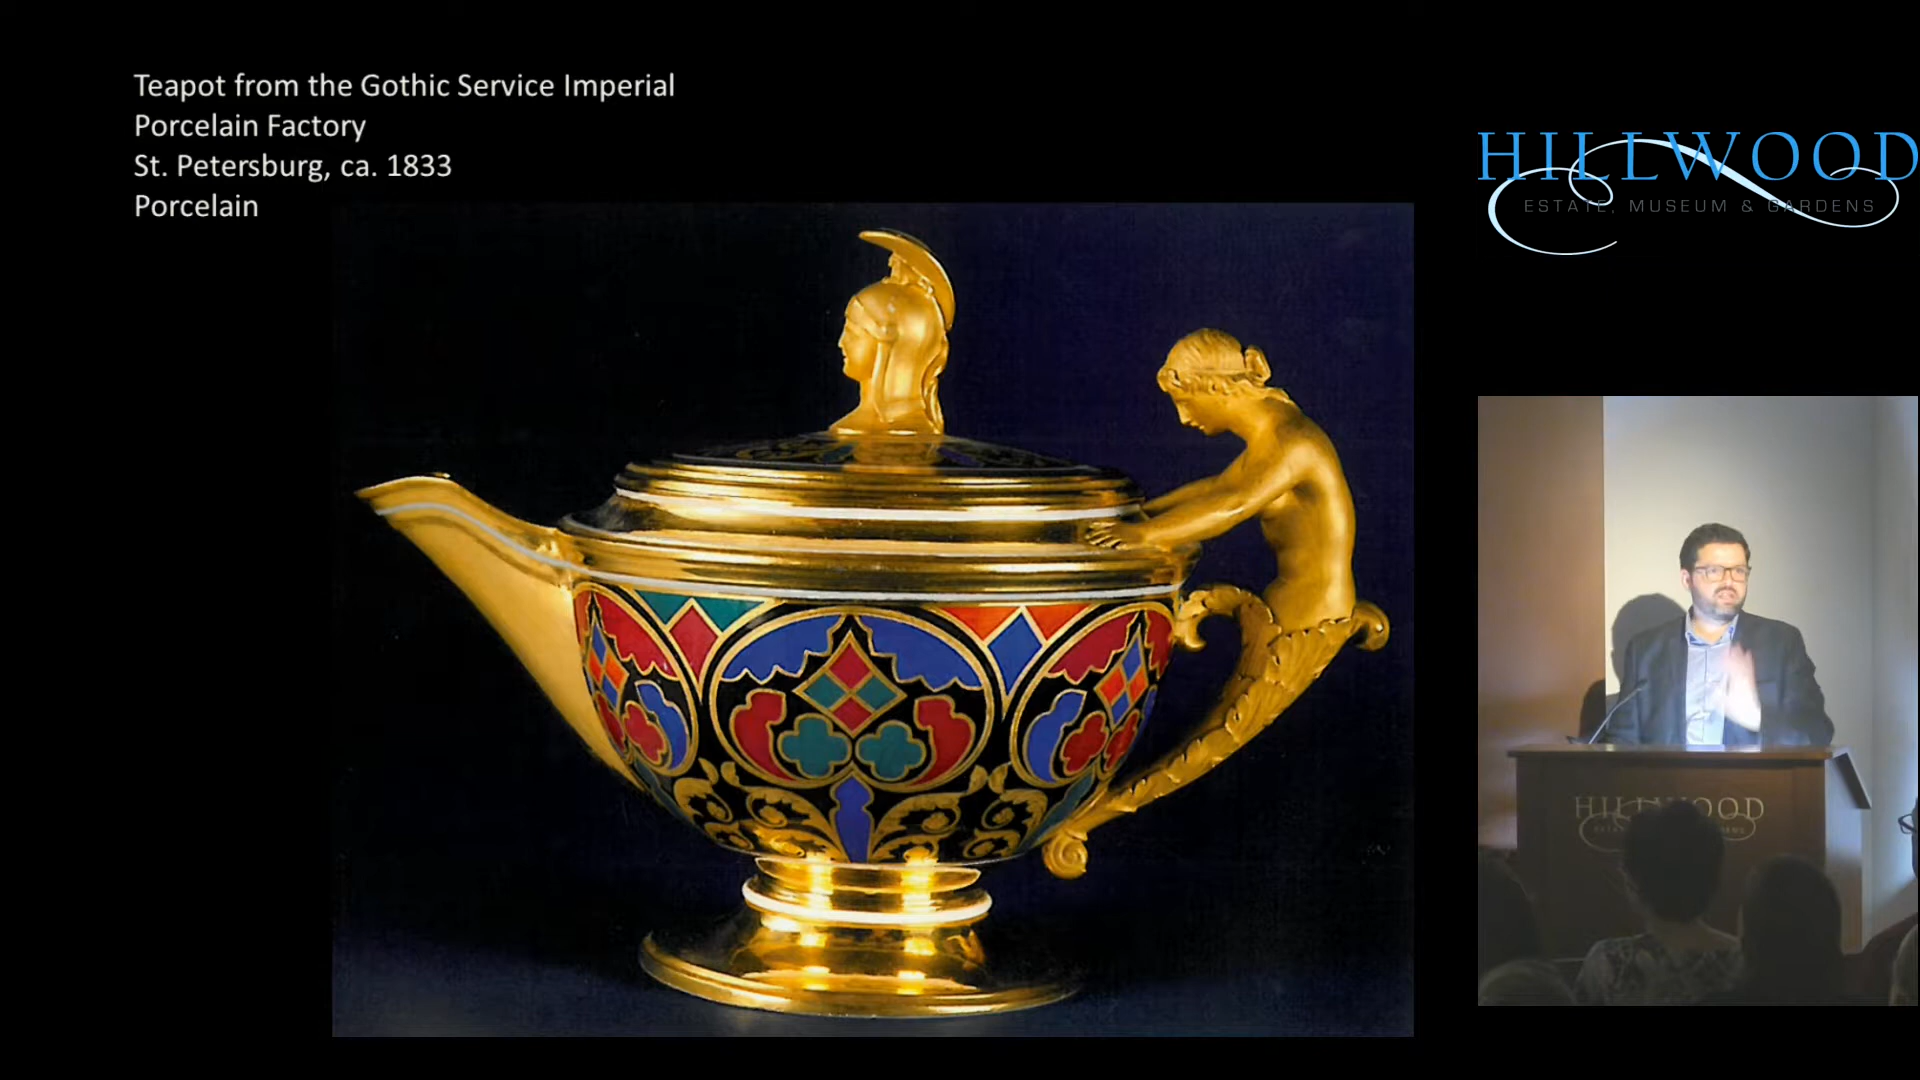 Teapot from the Gothic Service Imperial
Porcelain Factory
St. Petersburg, ca. 1833
Porcelain
HILLWOOD
ESTATE, MUSEUM & GARDENS
HILLWOOD